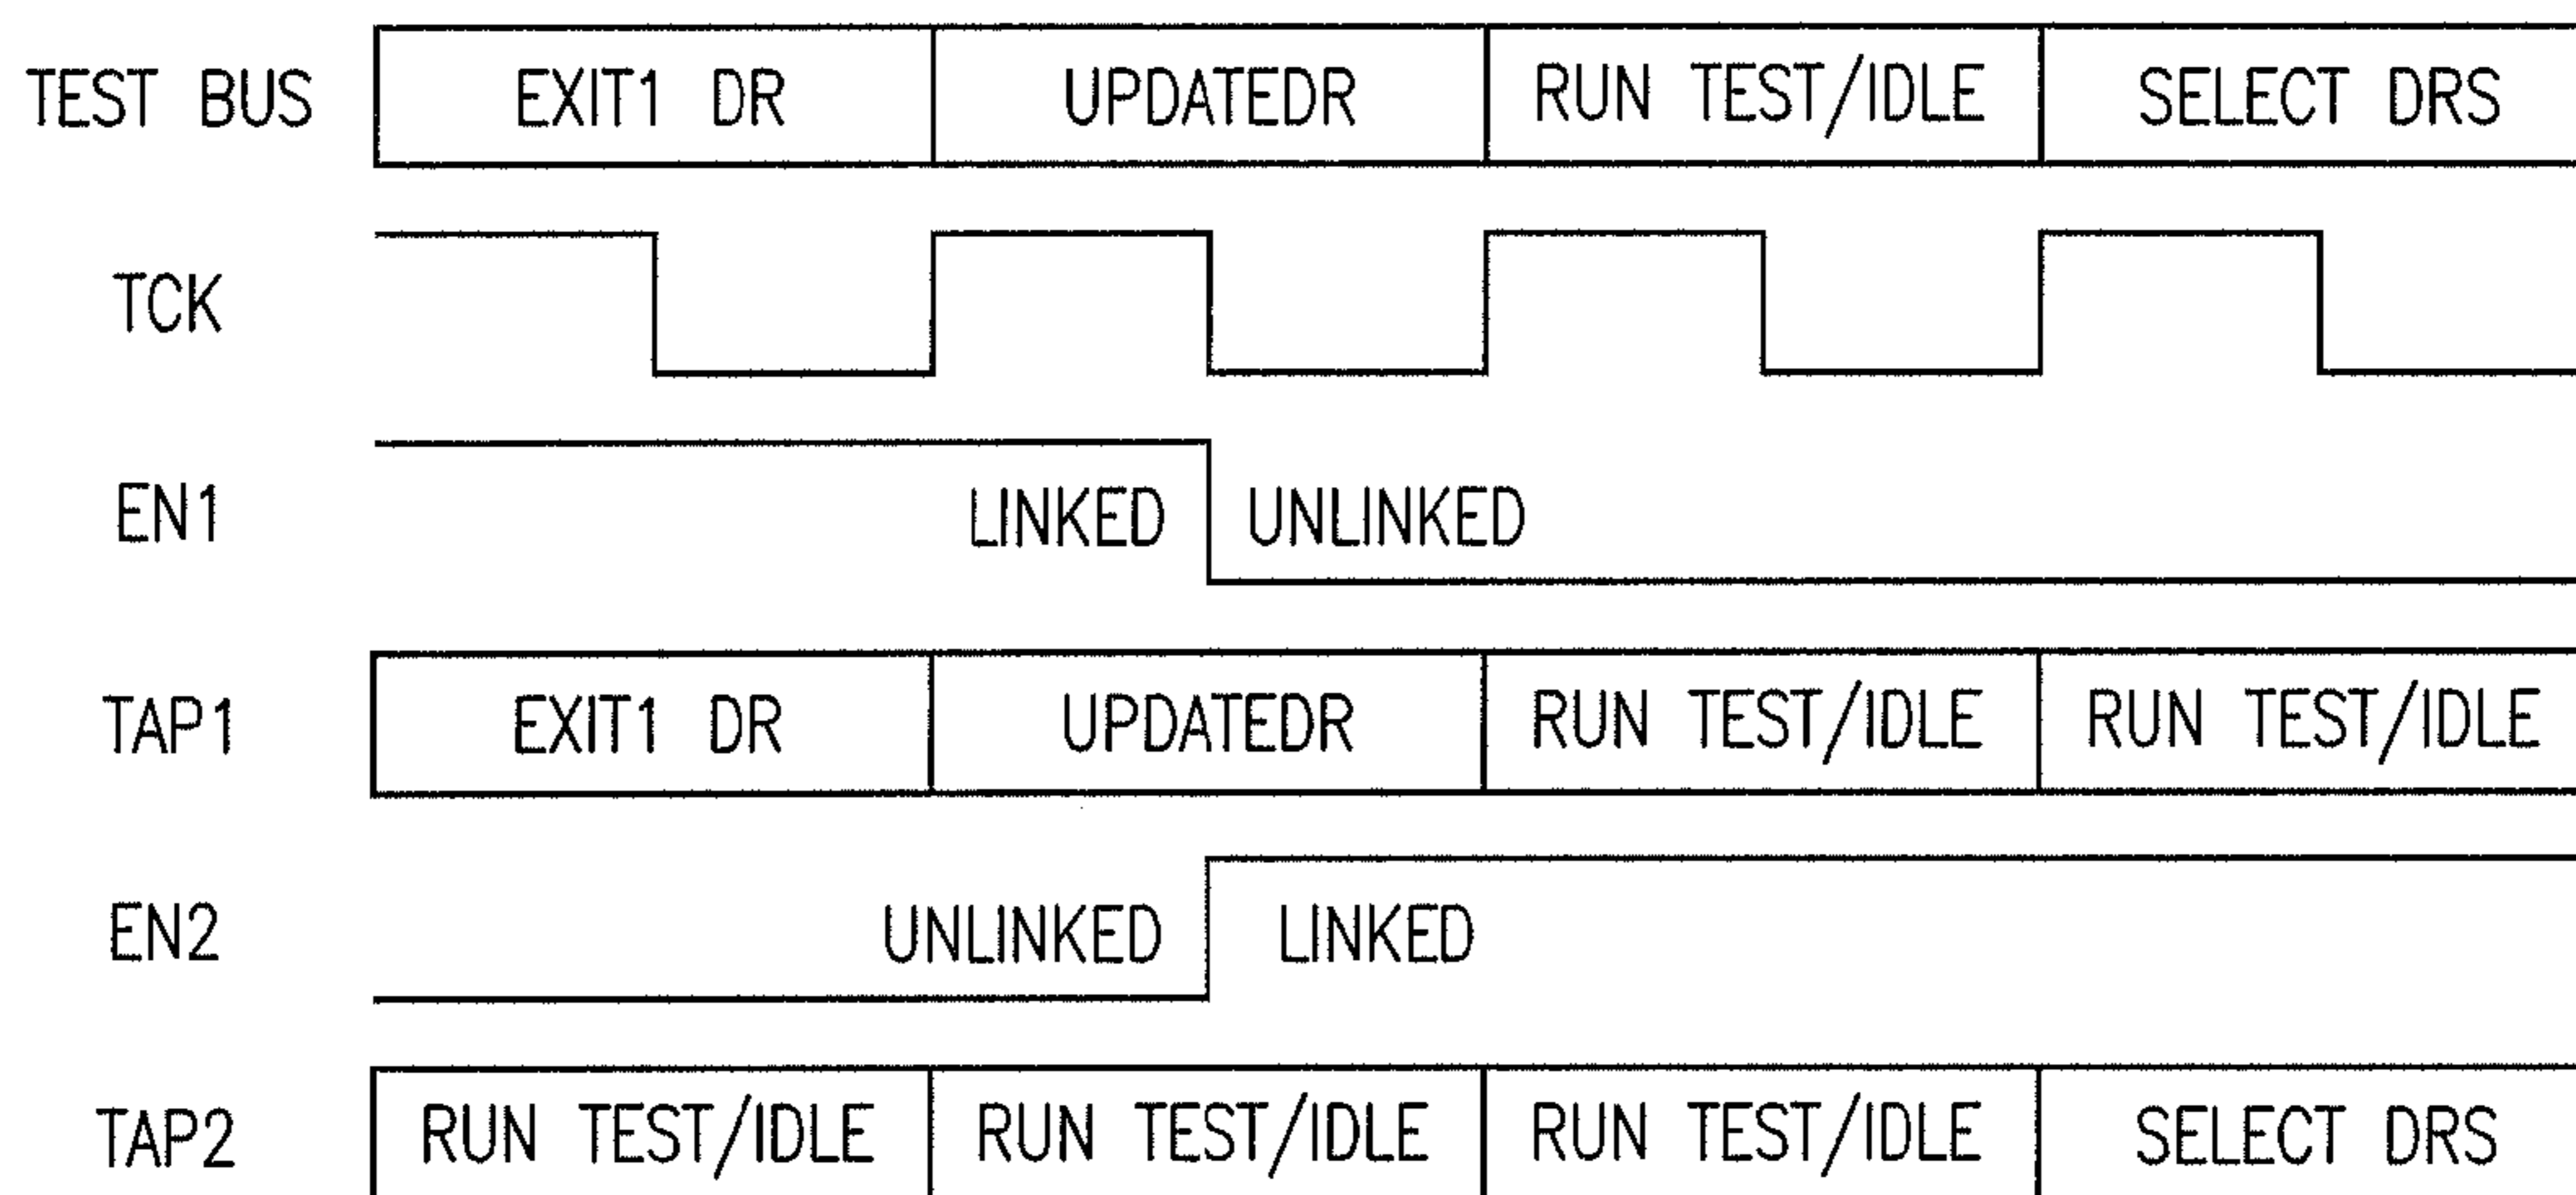 TEST BUS EXIT1 DR UPDATEDR RUN TEST/IDLE SELECT DRS
TCK
EN1 LINKED UNLINKED
TAP1 EXIT1 DR UPDATEDR RUN TEST/IDLE RUN TEST/IDLE
EN2 UNLINKED LINKED
TAP2 RUN TEST/IDLE RUN TEST/IDLE RUN TEST/IDLE SELECT DRS